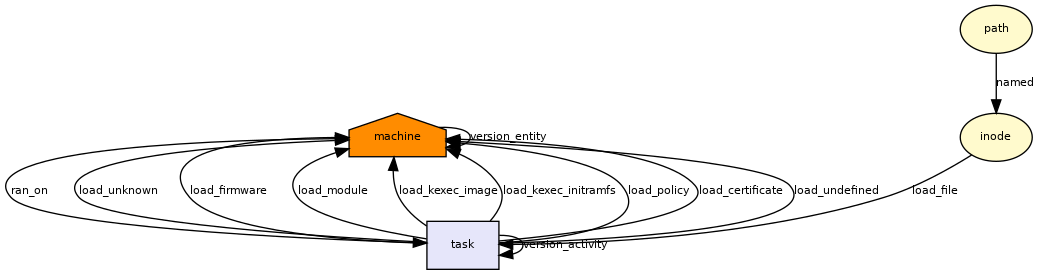 path
named
machine
version_entity
inode
ran_on
load_unknown
load_firmware
load_module
load_kexec_image
load_kexec_initramfs
load_policy
load_certificate
load_undefined
load_file
task
version_activity